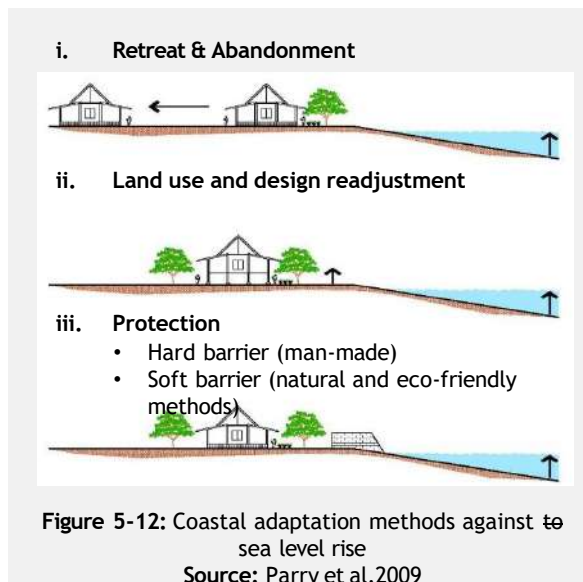 i. Retreat & Abandonment
ii. Land use and design readjustment
iii. Protection
• Hard barrier (man-made)
• Soft barrier (natural and eco-friendly
methods)
Figure 5-12: Coastal adaptation methods against to
sea level rise
Source: Parry et al.2009